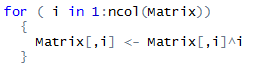 for ( i in 1:ncol(Matrix))
{
Matrix[,i] <- Matrix[,i]^i
}